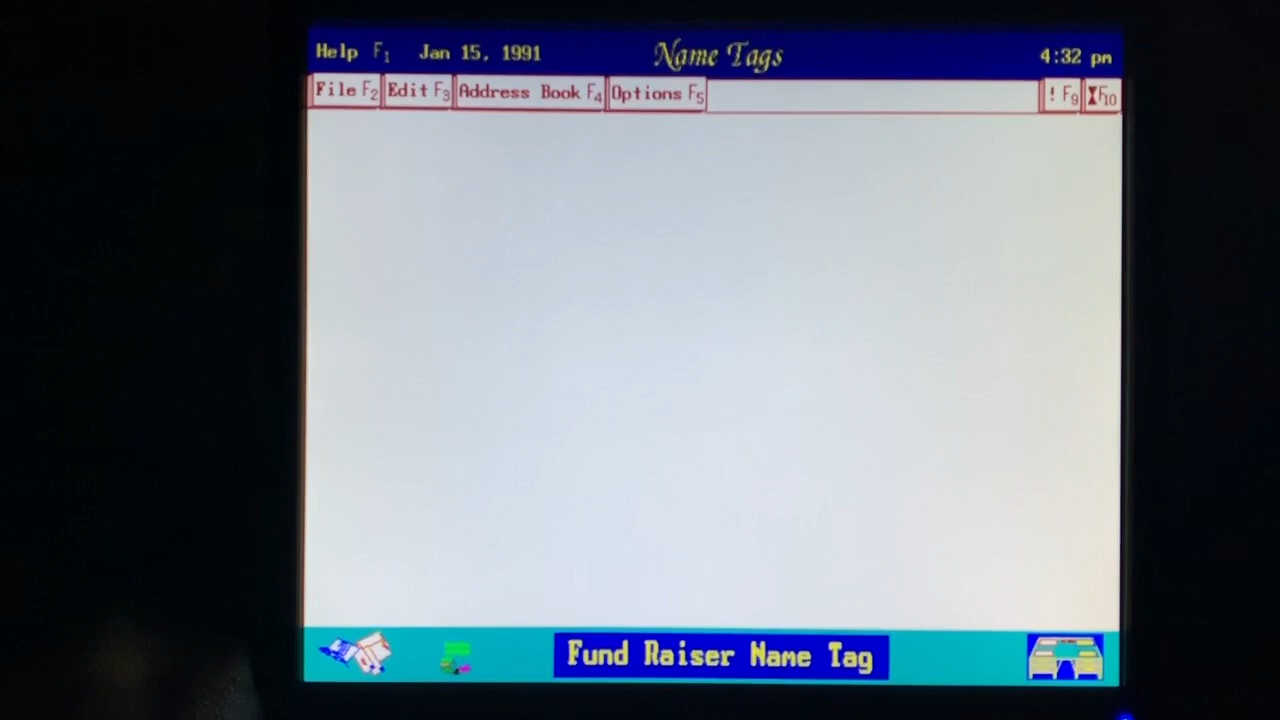 Help F1 Jan 15, 1991 Name Tags 4:32 pm
File F2 Edit F3 Address Book F4 Options F5 ! F9 F10
Fund Raiser Name Tag